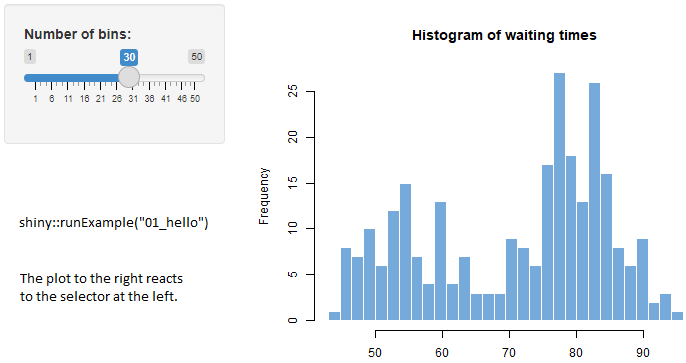 Number of bins:
1 30 50
1 6 11 16 21 26 31 36 41 46 50
shiny::runExample("01_hello")
The plot to the right reacts
to the selector at the left.
Histogram of waiting times
Frequency
25
20
15
10
5
0
50 60 70 80 90